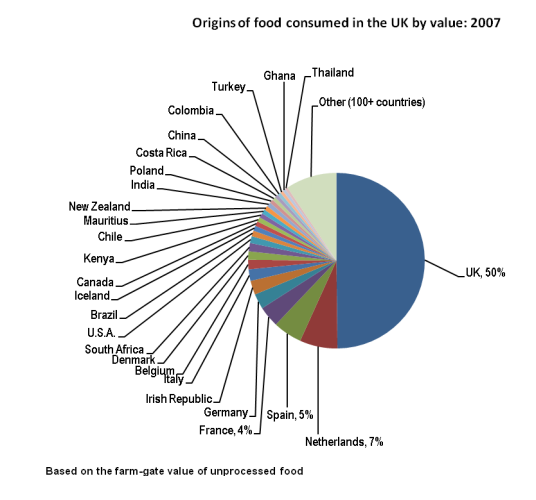 Origins of food consumed in the UK by value: 2007
Ghana
Thailand
Turkey
Other (100+ countries)
Colombia
China
Costa Rica
Poland
India
New Zealand
Mauritius
Chile
Kenya
UK, 50%
Canada
Iceland
Brazil
U.S.A.
South Africa
Denmark
Belgium
Italy
Irish Republic
Germany
Spain, 5%
France, 4%
Netherlands, 7%
Based on the farm-gate value of unprocessed food